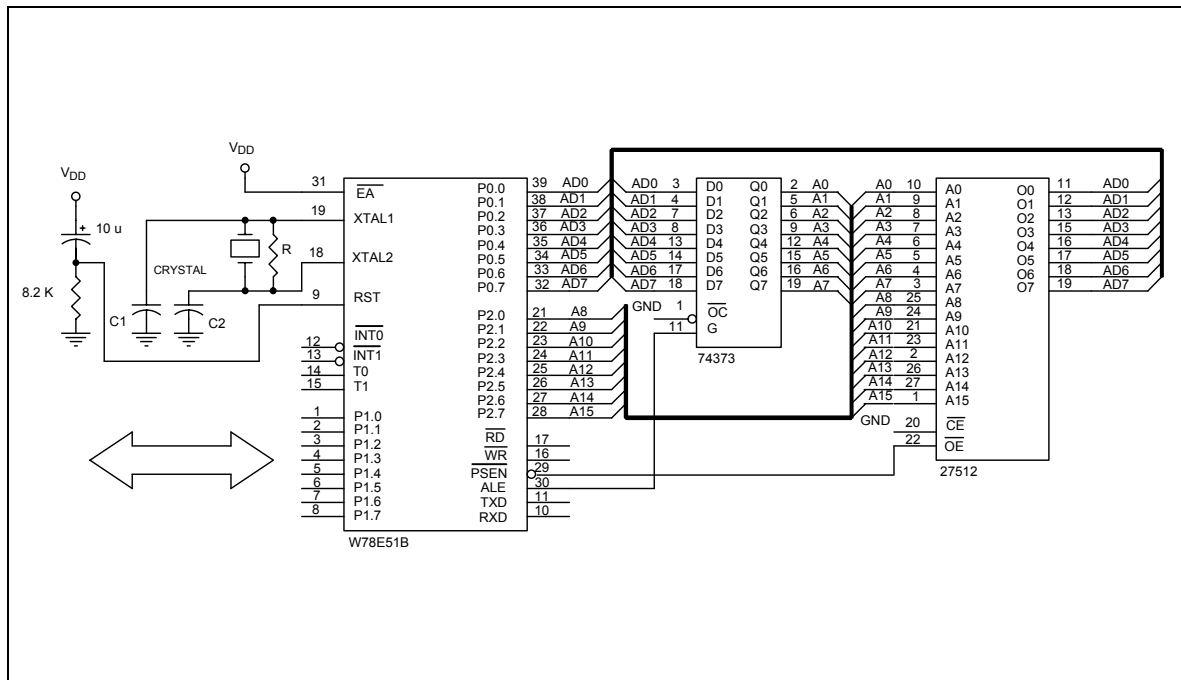 VDD
10 u
8.2 K
VDD
CRYSTAL
R
C1
C2
31 EA
19 XTAL1
18 XTAL2
9 RST
12 INT0
13 INT1
14 T0
15 T1
1 P1.0
2 P1.1
3 P1.2
4 P1.3
5 P1.4
6 P1.5
7 P1.6
8 P1.7
P0.0 39 AD0
P0.1 38 AD1
P0.2 37 AD2
P0.3 36 AD3
P0.4 35 AD4
P0.5 34 AD5
P0.6 33 AD6
P0.7 32 AD7
P2.0 21 A8
P2.1 22 A9
P2.2 23 A10
P2.3 24 A11
P2.4 25 A12
P2.5 26 A13
P2.6 27 A14
P2.7 28 A15
RD 17
WR 16
PSEN 29
ALE 30
TXD 11
RXD 10
W78E51B
AD0 3 D0 Q0 2 A0
AD1 4 D1 Q1 5 A1
AD2 7 D2 Q2 6 A2
AD3 8 D3 Q3 9 A3
AD4 13 D4 Q4 12 A4
AD5 14 D5 Q5 15 A5
AD6 17 D6 Q6 16 A6
AD7 18 D7 Q7 19 A7
GND 1 OC
11 G
74373
A0 10 A0
A1 9 A1
A2 8 A2
A3 7 A3
A4 6 A4
A5 5 A5
A6 4 A6
A7 3 A7
A8 25 A8
A9 24 A9
A10 21 A10
A11 23 A11
A12 2 A12
A13 26 A13
A14 27 A14
A15 1 A15
GND 20 CE
22 OE
O0 11 AD0
O1 12 AD1
O2 13 AD2
O3 15 AD3
O4 16 AD4
O5 17 AD5
O6 18 AD6
O7 19 AD7
27512